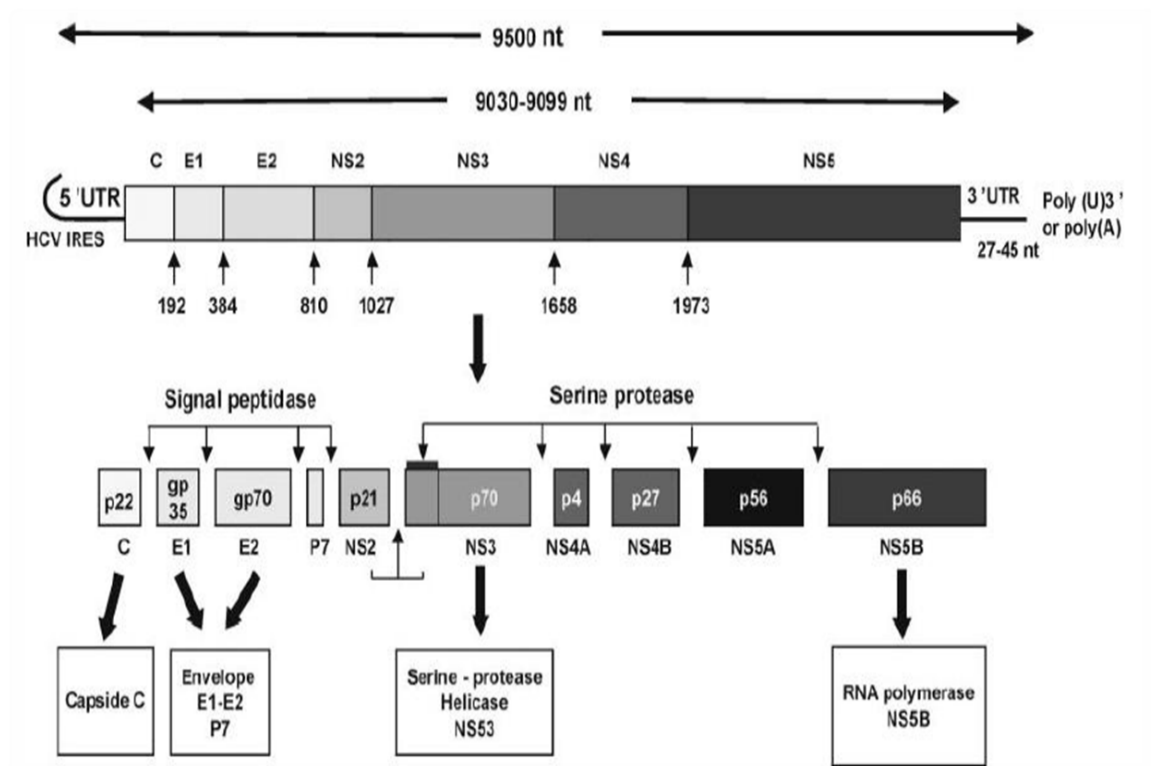 9500 nt
9030-9099 nt
C E1 E2 NS2 NS3 NS4 NS5
5 'UTR
3 'UTR
Poly (U)3 '
or poly(A)
HCV IRES
27-45 nt
192 384 810 1027 1658 1973
Signal peptidase
Serine protease
p22
gp
35
gp70
p21
p70
p4
p27
p56
p66
C E1 E2 P7 NS2 NS3 NS4A NS4B NS5A NS5B
Capside C
Envelope
E1-E2
P7
Serine - protease
Helicase
NS53
RNA polymerase
NS5B